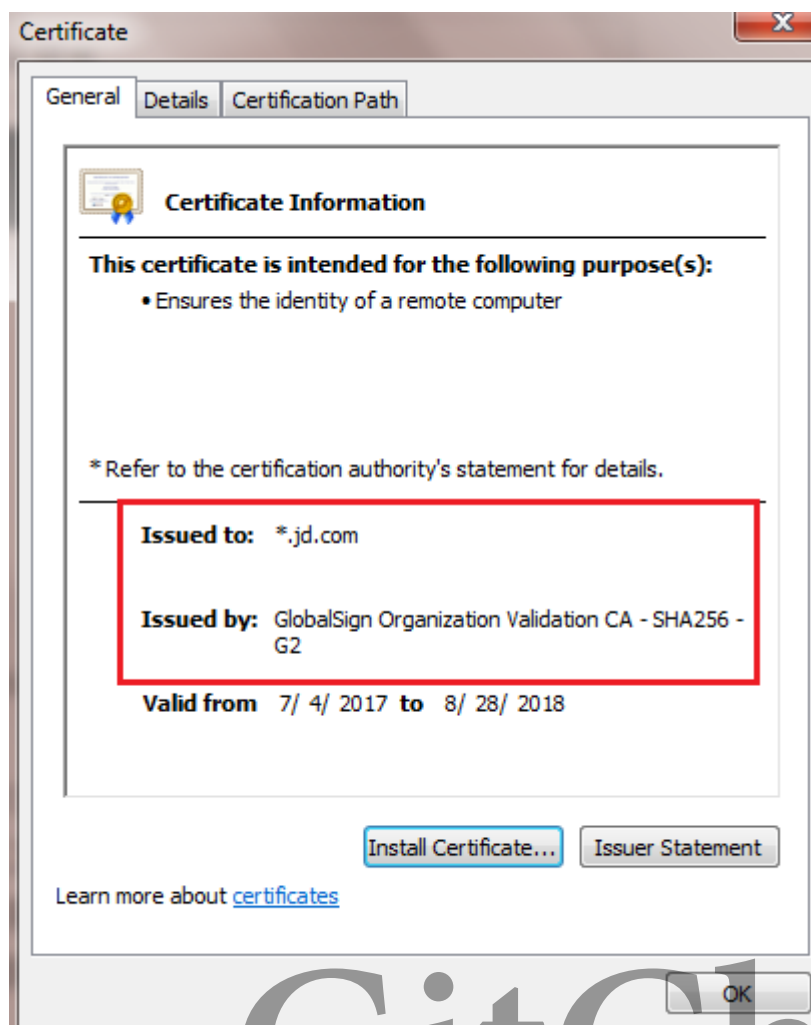 Certificate
General Details Certification Path
Certificate Information
This certificate is intended for the following purpose(s):
• Ensures the identity of a remote computer
* Refer to the certification authority's statement for details.
Issued to: *.jd.com
Issued by: GlobalSign Organization Validation CA - SHA256 -
G2
Valid from 7/ 4/ 2017 to 8/ 28/ 2018
Install Certificate... Issuer Statement
Learn more about certificates
OK